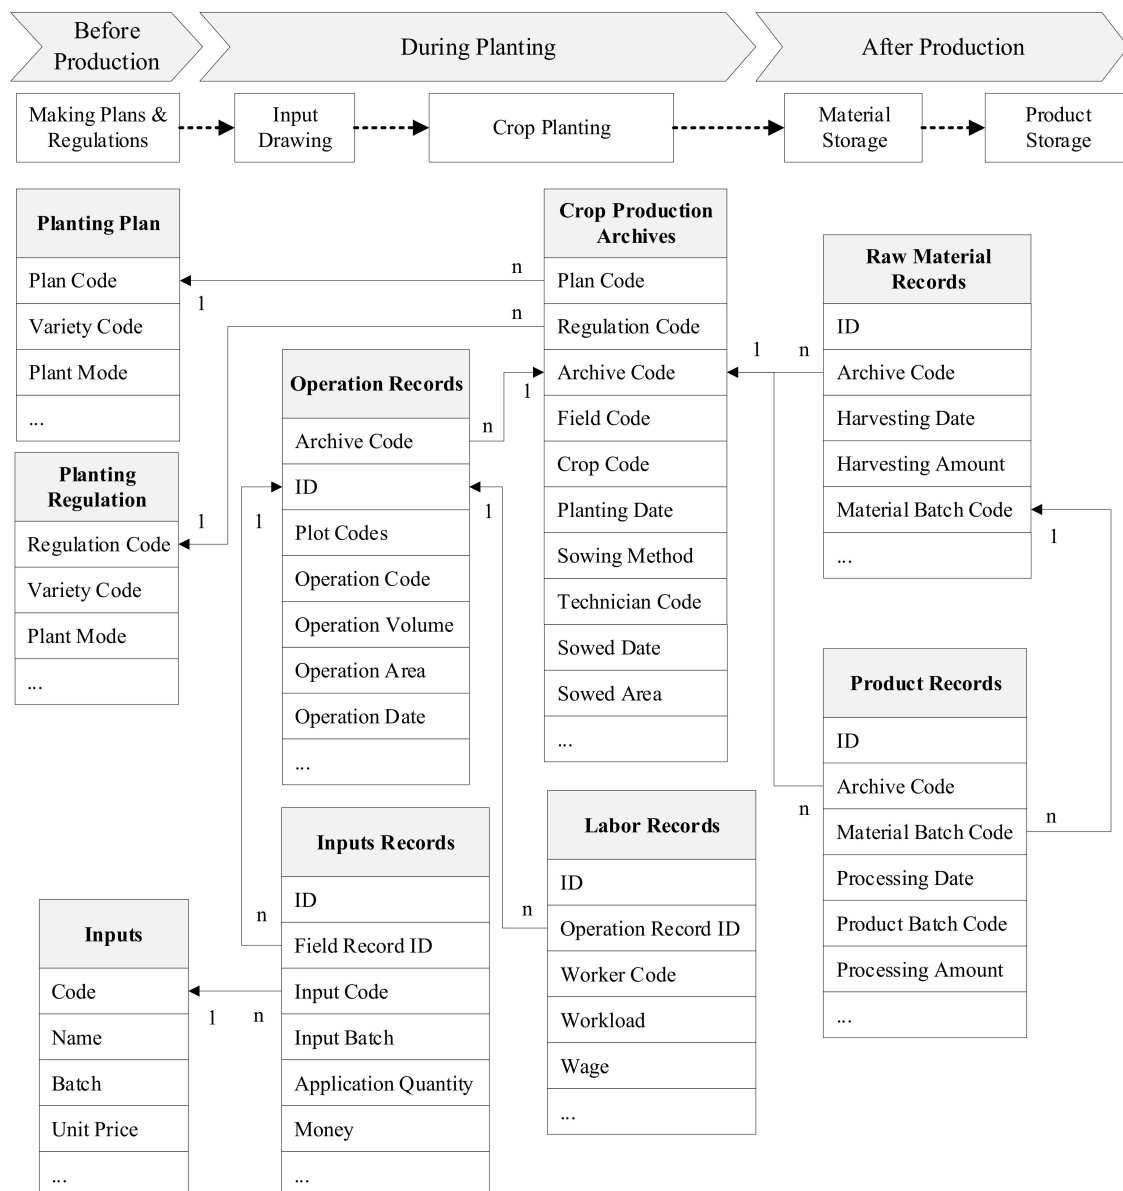 Before
Production
During Planting
After Production
Making Plans &
Regulations
Input
Drawing
Crop Planting
Material
Storage
Product
Storage
Planting Plan
Plan Code
Variety Code
Plant Mode
...
Planting
Regulation
Regulation Code
Variety Code
Plant Mode
...
Operation Records
Archive Code
ID
Plot Codes
Operation Code
Operation Volume
Operation Area
Operation Date
...
Crop Production
Archives
Plan Code
Regulation Code
Archive Code
Field Code
Crop Code
Planting Date
Sowing Method
Technician Code
Sowed Date
Sowed Area
...
Raw Material
Records
ID
Archive Code
Harvesting Date
Harvesting Amount
Material Batch Code
...
Product Records
ID
Archive Code
Material Batch Code
Processing Date
Product Batch Code
Processing Amount
...
Inputs
Code
Name
Batch
Unit Price
...
Inputs Records
ID
Field Record ID
Input Code
Input Batch
Application Quantity
Money
...
Labor Records
ID
Operation Record ID
Worker Code
Workload
Wage
...
n
1
n
1
n
1
1
n
1
1
n
n
n
1
n
1
n